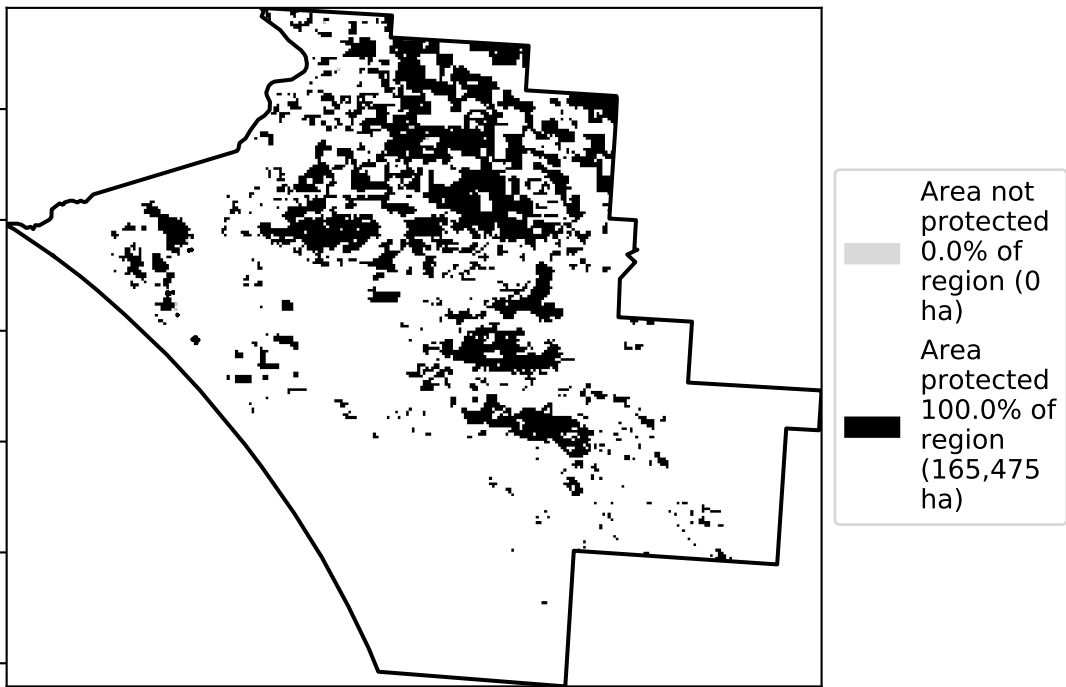 Area not
protected
0.0% of
region (0
ha)
Area
protected
100.0% of
region
(165,475
ha)